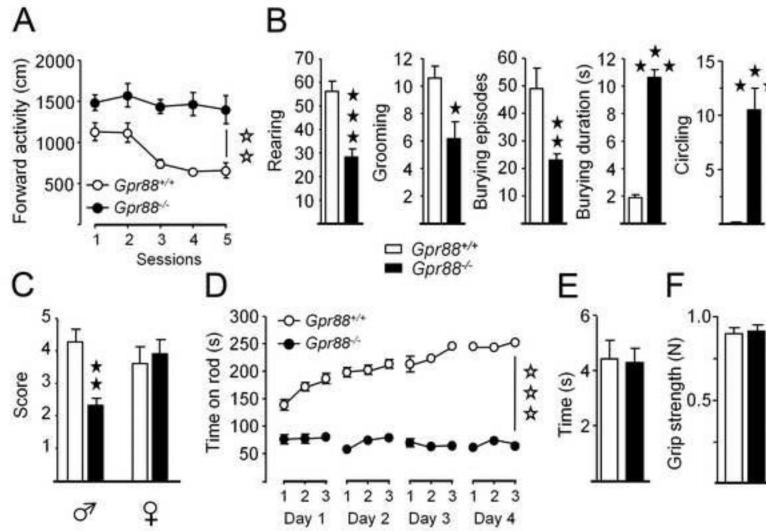 A
Forward activity (cm)
2000
1500
1000
500
Gpr88+/+
Gpr88-/-
1 2 3 4 5
Sessions
B
Rearing
60
50
40
30
20
10
Grooming
12
10
8
6
4
2
Burying episodes
60
50
40
30
20
10
Burying duration (s)
12
10
8
6
4
2
Circling
15
10
5
Gpr88+/+
Gpr88-/-
C
Score
5
4
3
2
1
♂ ♀
D
Time on rod (s)
Gpr88+/+
Gpr88-/-
300
250
200
150
100
50
1 2 3 1 2 3 1 2 3 1 2 3
Day 1 Day 2 Day 3 Day 4
E
Time (s)
6
4
2
F
Grip strength (N)
1.0
0.5